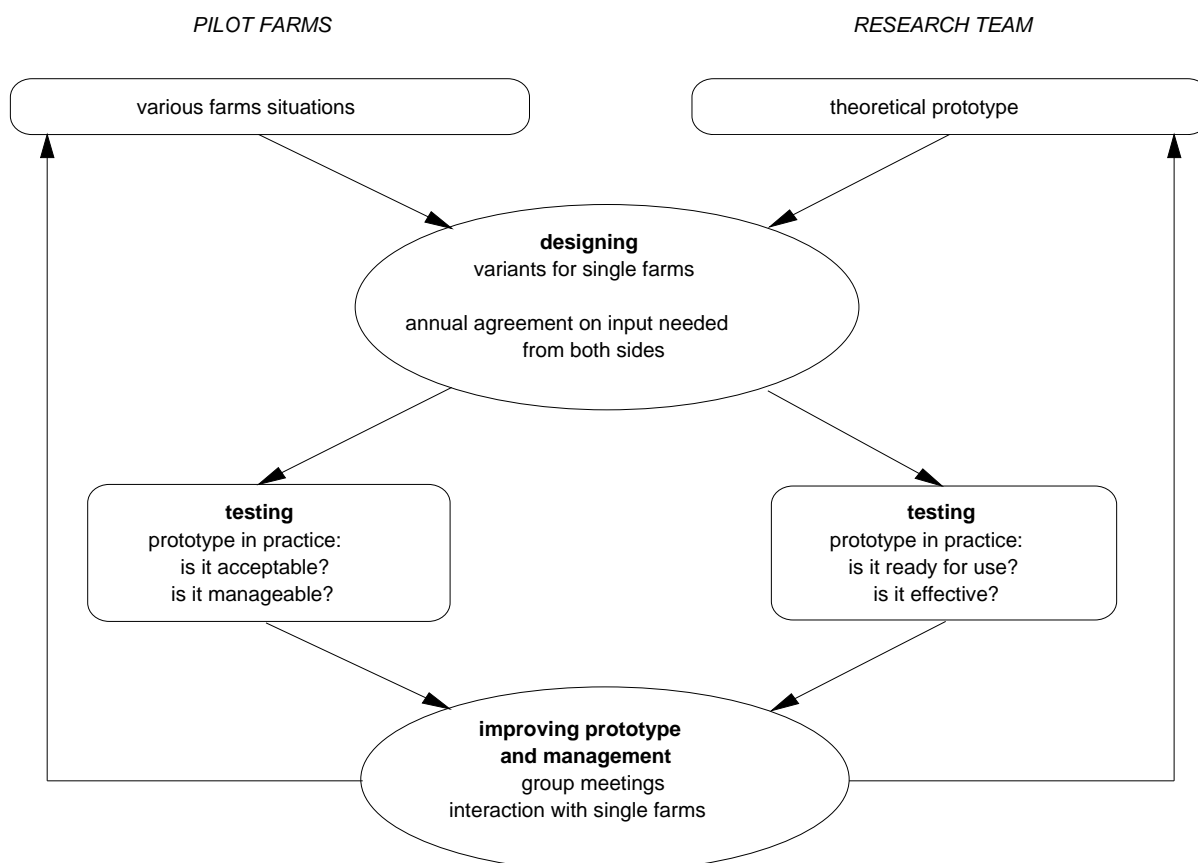 PILOT FARMS
RESEARCH TEAM
various farms situations
theoretical prototype
designing
variants for single farms
annual agreement on input needed
from both sides
testing
prototype in practice:
is it acceptable?
is it manageable?
testing
prototype in practice:
is it ready for use?
is it effective?
improving prototype
and management
group meetings
interaction with single farms